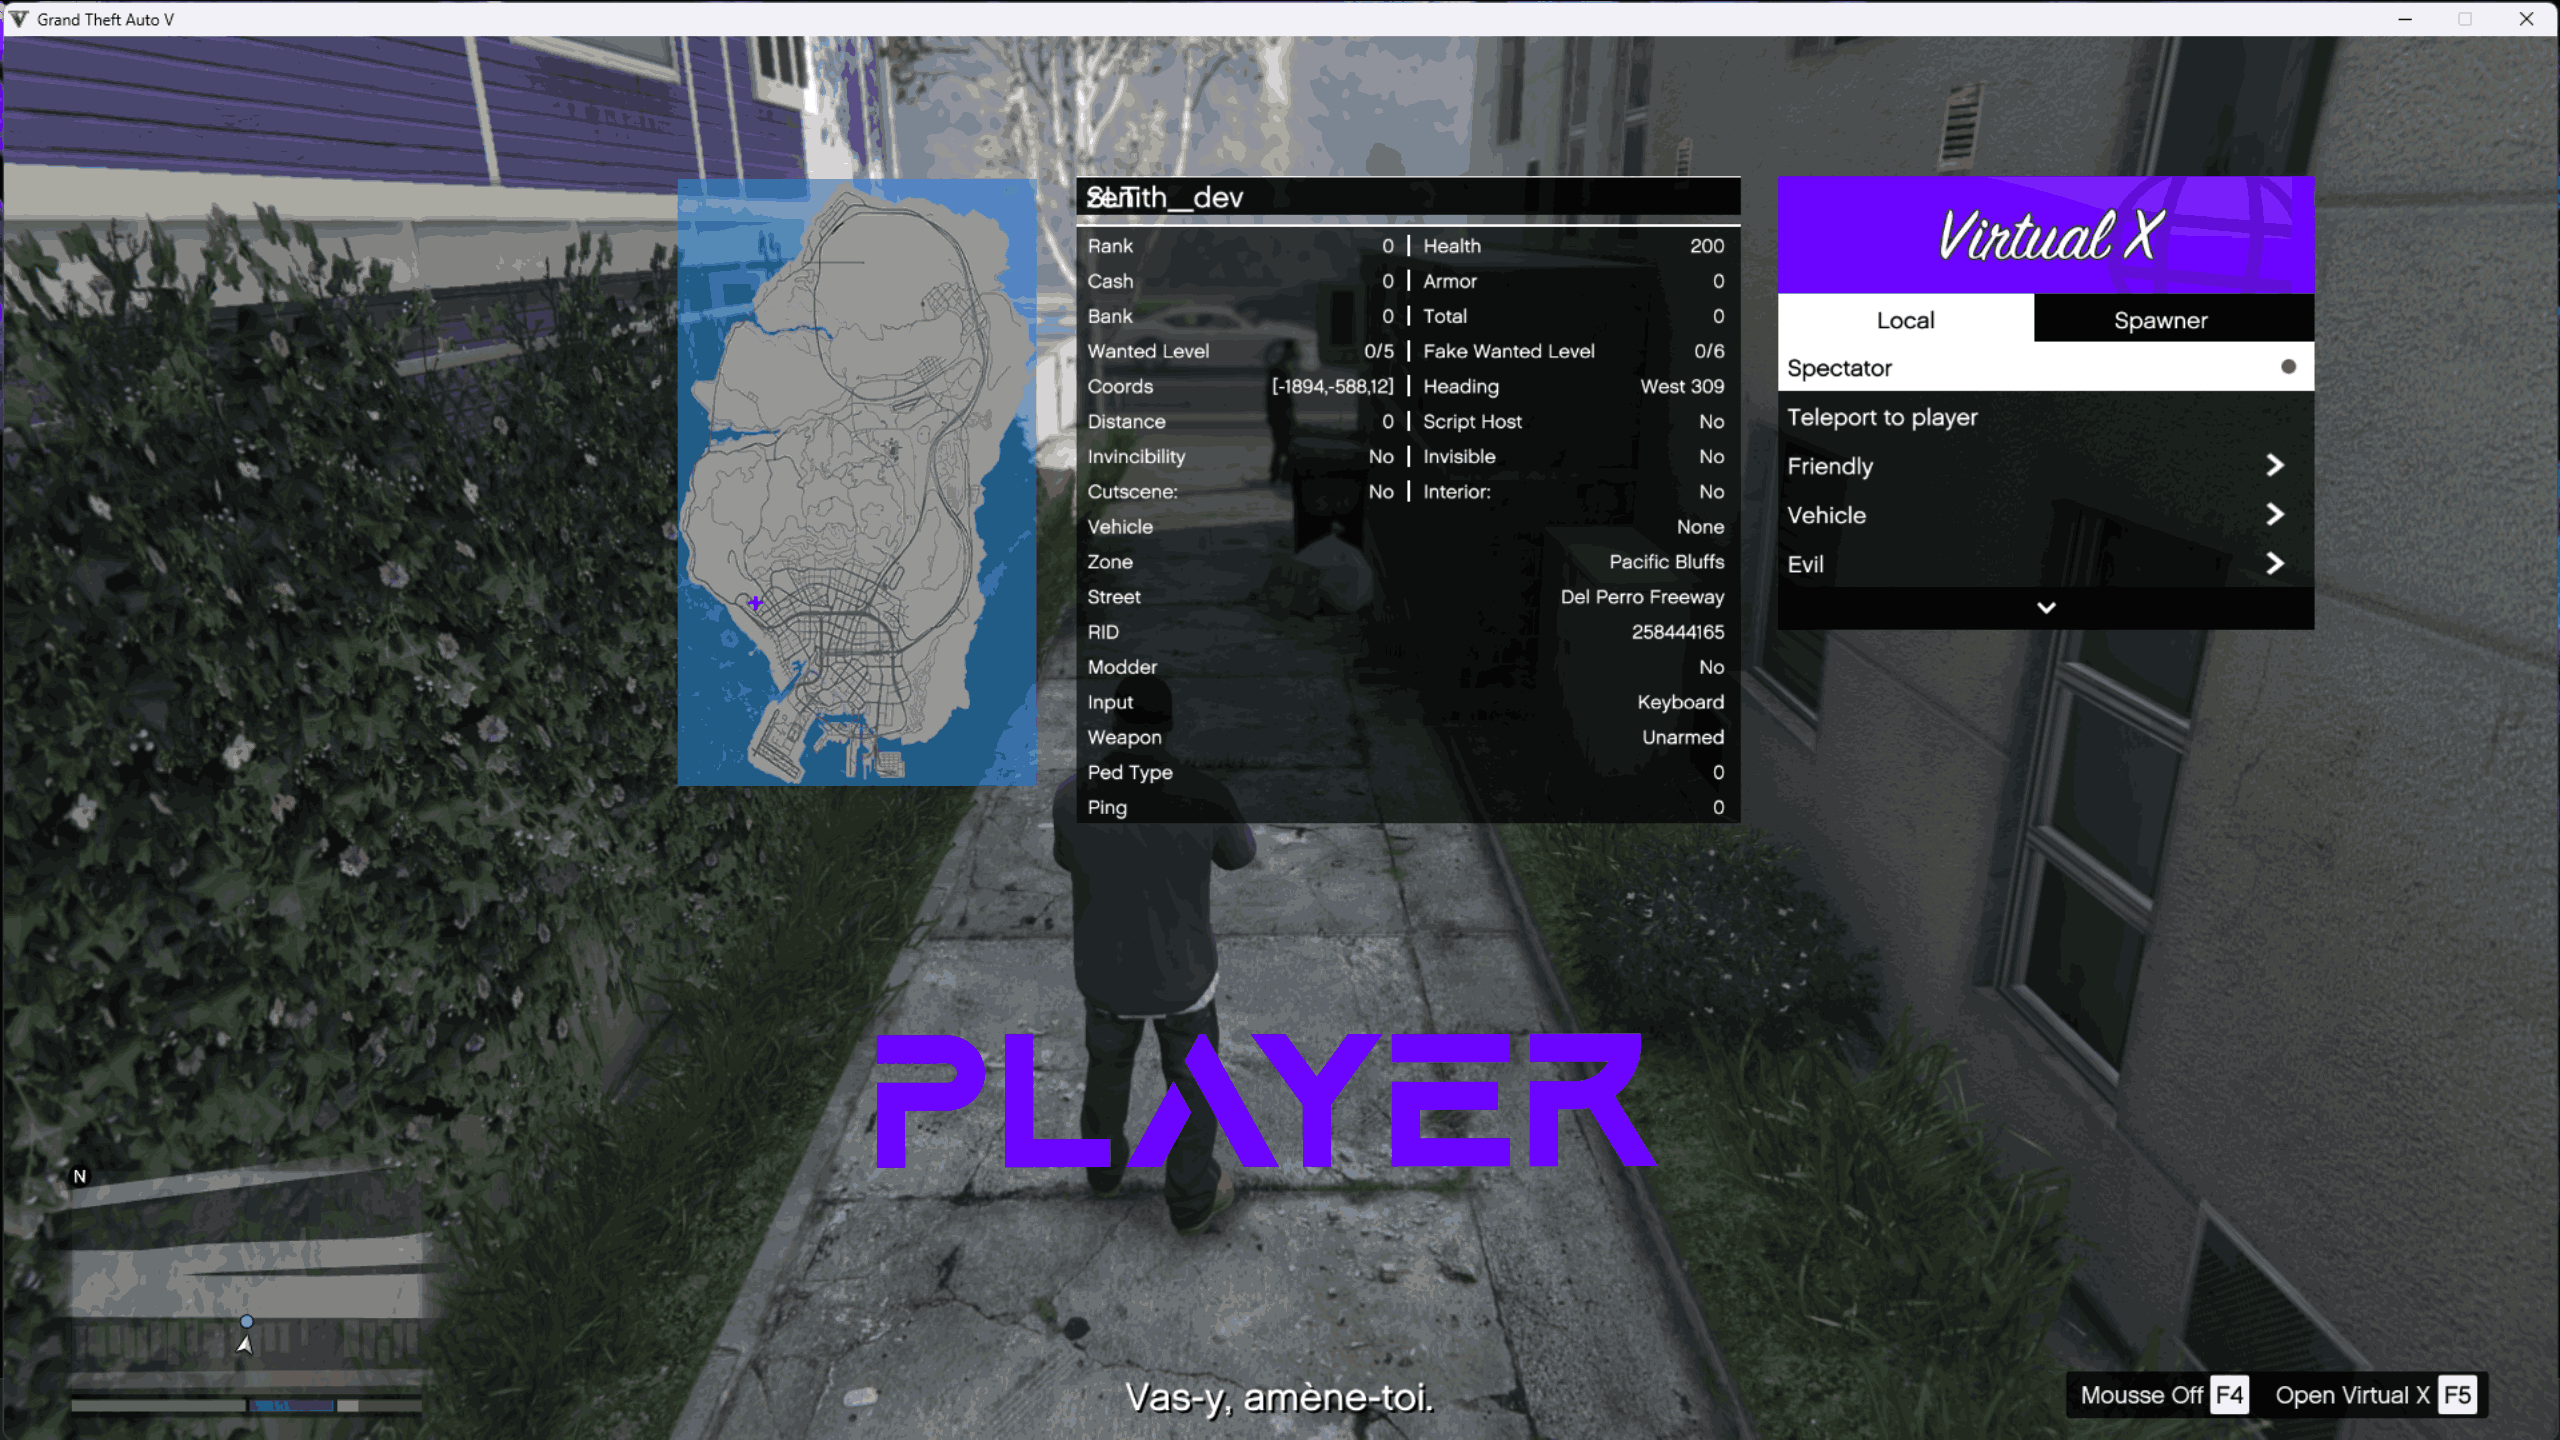 Grand Theft Auto V
zenith__dev
Rank 0 | Health 200
Cash 0 | Armor 0
Bank 0 | Total 0
Wanted Level 0/5 | Fake Wanted Level 0/6
Coords [-1894,-588,12] | Heading West 309
Distance 0 | Script Host No
Invincibility No | Invisible No
Cutscene: No | Interior: No
Vehicle None
Zone Pacific Bluffs
Street Del Perro Freeway
RID 258444165
Modder No
Input Keyboard
Weapon Unarmed
Ped Type 0
Ping 0
Virtual X
Local Spawner
Spectator
Teleport to player
Friendly
Vehicle
Evil
PLAYER
N
Vas-y, amène-toi.
Mousse Off F4 Open Virtual X F5